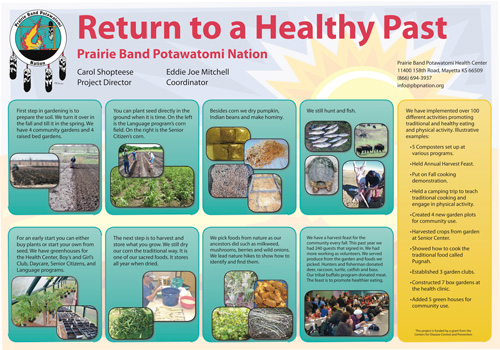 Prairie Band Potawatomi
Nation
Return to a Healthy Past
Prairie Band Potawatomi Nation
Carol Shopteese
Project Director
Eddie Joe Mitchell
Coordinator
Prairie Band Potawatomi Health Center
11400 158th Road, Mayetta KS 66509
(866) 694-3937
info@pbpnation.org
First step in gardening is to
prepare the soil. We turn it over in
the fall and till it in the spring. We
have 4 community gardens and 4
raised bed gardens.
You can plant seed directly in the
ground when it is time. On the left
is the Language program's corn
field. On the right is the Senior
Citizen's corn.
Besides corn we dry pumpkin,
Indian beans and make hominy.
We still hunt and fish.
For an early start you can either
buy plants or start your own from
seed. We have greenhouses for
the Health Center, Boy's and Girl's
Club, Daycare, Senior Citizens, and
Language programs.
The next step is to harvest and
store what you grow. We still dry
our corn the traditional way. It is
one of our sacred foods. It stores
all year when dried.
We pick foods from nature as our
ancestors did such as milkweed,
mushrooms, berries and wild onions.
We lead nature hikes to show how to
identify and find them.
We have a harvest feast for the
community every fall. This past year we
had 240 guests that signed in. We had
more working as volunteers. We served
produce from the garden and foods we
picked. Hunters and fisherman donated
deer, raccoon, turtle, catfish and bass.
Our tribal buffalo program donated meat.
The feast is to promote healthier eating.
We have implemented over 100
different activities promoting
traditional and healthy eating
and physical activity. Illustrative
examples:
•5 Composters set up at
various programs.
•Held Annual Harvest Feast.
•Put on Fall cooking
demonstration.
•Held a camping trip to teach
traditional cooking and
engage in physical activity.
•Created 4 new garden plots
for community use.
•Harvested crops from garden
at Senior Center.
•Showed how to cook the
traditional food called
Pugnah.
•Established 3 garden clubs.
•Constructed 7 box gardens at
the health clinic.
•Added 5 green houses for
community use.
This project is funded by a grant from the
Centers for Disease Control and Prevention